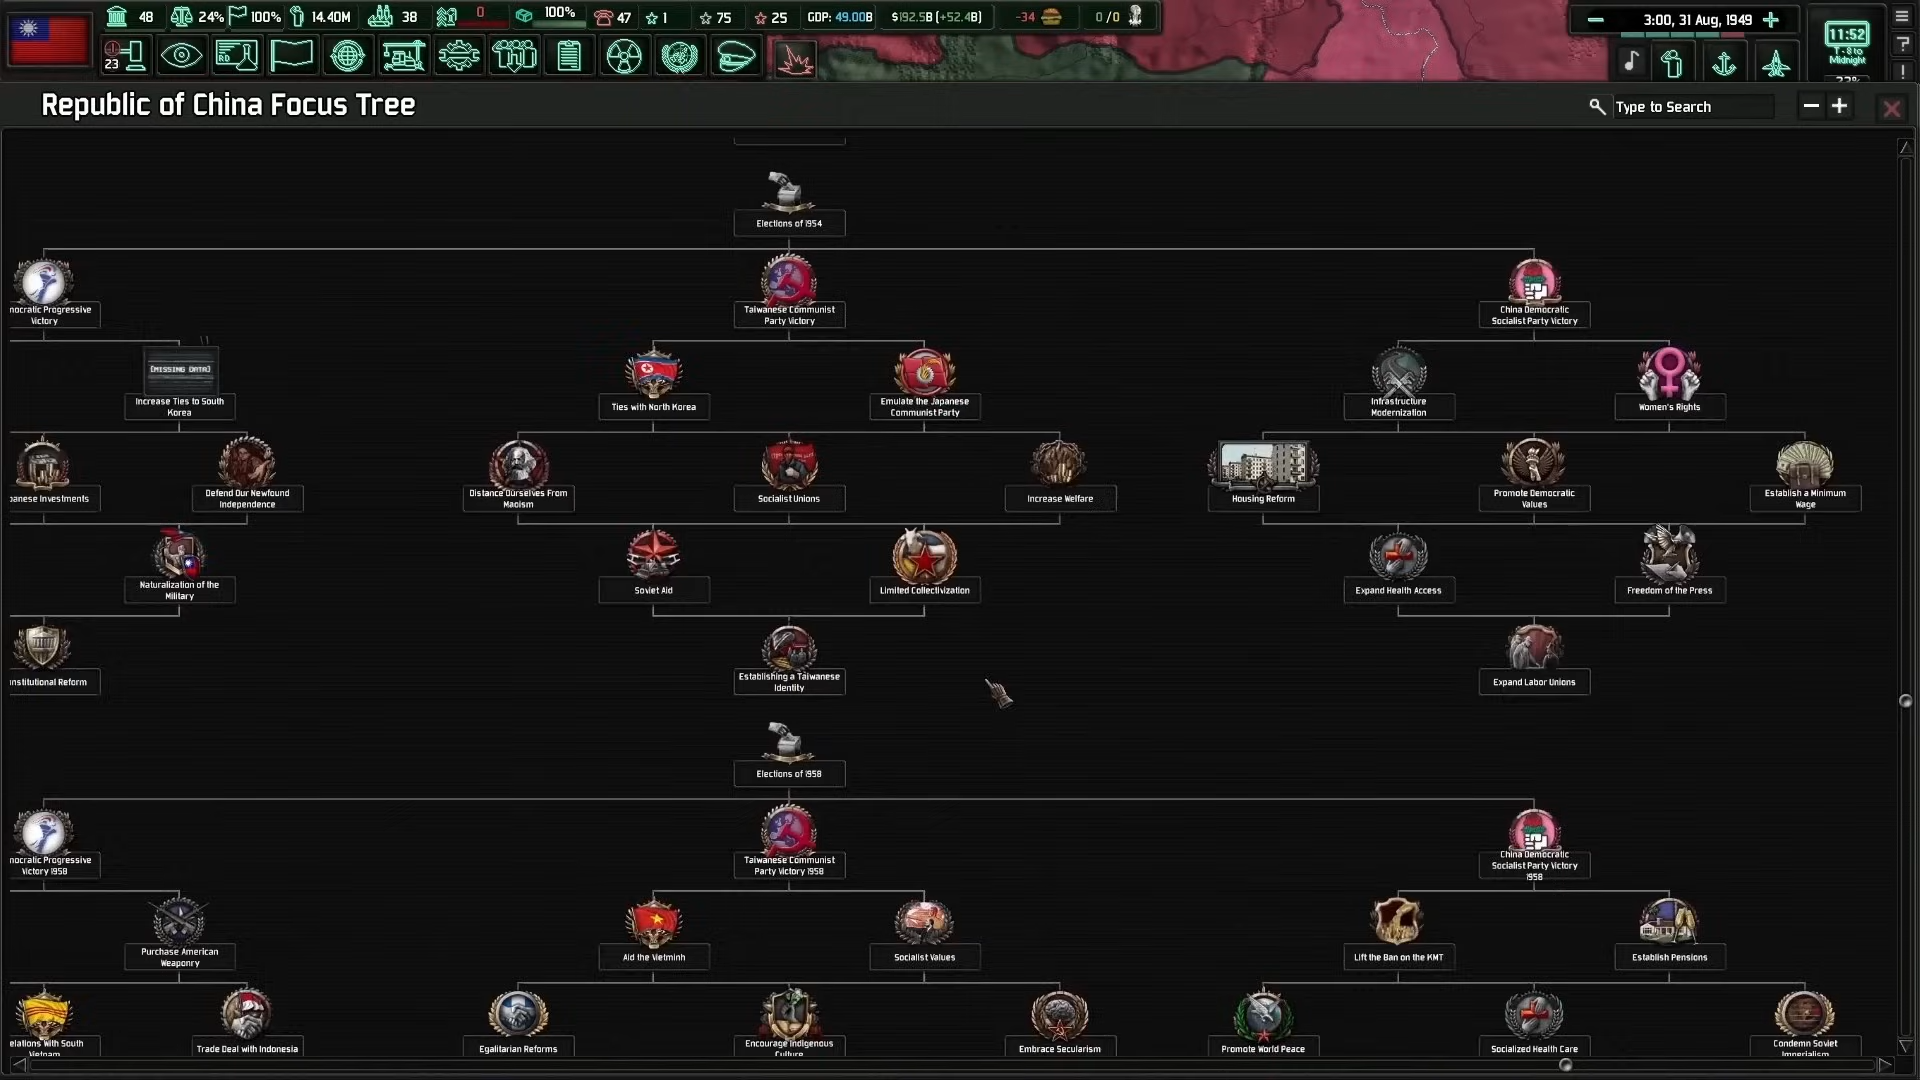 48
24%
100%
14.40M
38
0
100%
47
1
75
25
GDP: 49.00B
$192.5B (+52.4B)
-34
0/0
3:00, 31 Aug, 1949
11:52
Midnight
23
RD
Republic of China Focus Tree
Type to Search
Elections of 1954
mocratic Progressive
Victory
Taiwanese Communist
Party Victory
China Democratic
Socialist Party Victory
[MISSING DATA]
Increase Ties to South
Korea
Ties with North Korea
Emulate the Japanese
Communist Party
Infrastructure
Modernization
Women's Rights
panese Investments
Defend Our Newfound
Independence
Distance Ourselves From
Maoism
Socialist Unions
Increase Welfare
Housing Reform
Promote Democratic
Values
Establish a Minimum
Wage
Naturalization of the
Military
Soviet Aid
Limited Collectivization
Expand Health Access
Freedom of the Press
nstitutional Reform
Establishing a Taiwanese
Identity
Expand Labor Unions
Elections of 1958
mocratic Progressive
Victory 1958
Taiwanese Communist
Party Victory 1958
China Democratic
Socialist Party Victory
1958
Purchase American
Weaponry
Aid the Vietminh
Socialist Values
Lift the Ban on the KMT
Establish Pensions
elations With South
Vietnam
Trade Deal with Indonesia
Egalitarian Reforms
Encourage Indigenous
Culture
Embrace Secularism
Promote World Peace
Socialized Health Care
Condemn Soviet
Imperialism